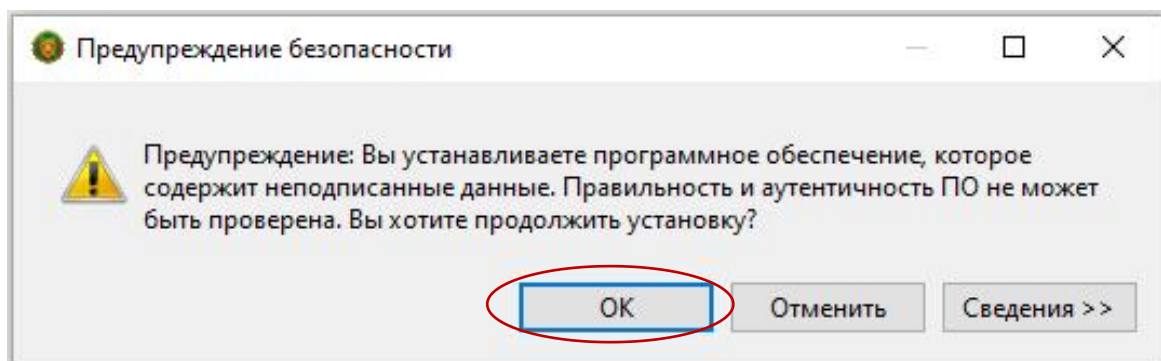 Предупреждение безопасности
Предупреждение: Вы устанавливаете программное обеспечение, которое
содержит неподписанные данные. Правильность и аутентичность ПО не может
быть проверена. Вы хотите продолжить установку?
ОК
Отменить
Сведения >>